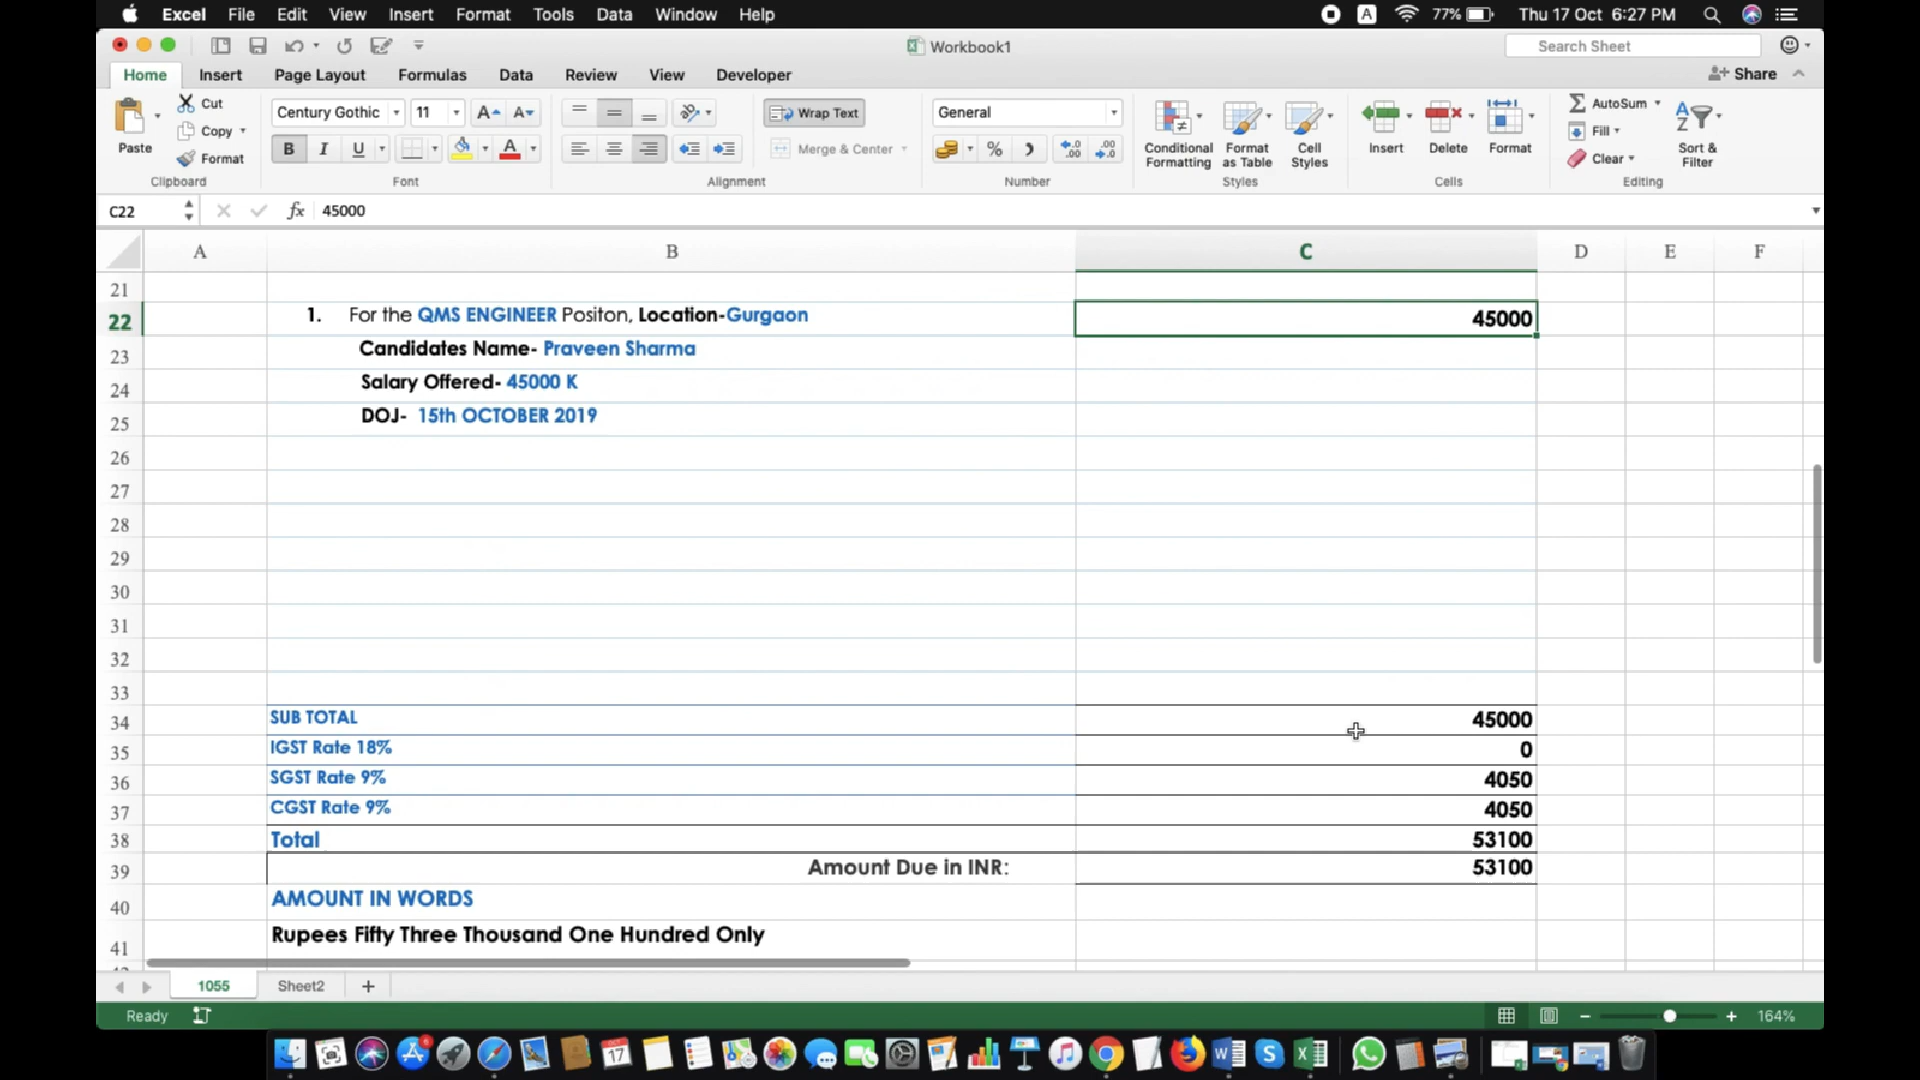 Excel File Edit View Insert Format Tools Data Window Help
A 77% Thu 17 Oct 6:27 PM
Workbook1
Search Sheet
Home Insert Page Layout Formulas Data Review View Developer
Share
Paste
Cut
Copy
Format
Clipboard
Century Gothic 11
B I U
Font
Wrap Text
Merge & Center
Alignment
General
%
Number
Conditional Formatting
Format as Table
Cell Styles
Styles
Insert Delete Format
Cells
AutoSum
Fill
Clear
Sort & Filter
Editing
C22 fx 45000
A B C D E F
21
22 1. For the QMS ENGINEER Positon, Location-Gurgaon 45000
23 Candidates Name- Praveen Sharma
24 Salary Offered- 45000 K
25 DOJ- 15th OCTOBER 2019
26
27
28
29
30
31
32
33
34 SUB TOTAL 45000
35 IGST Rate 18% 0
36 SGST Rate 9% 4050
37 CGST Rate 9% 4050
38 Total 53100
39 Amount Due in INR: 53100
40 AMOUNT IN WORDS
41 Rupees Fifty Three Thousand One Hundred Only
1055 Sheet2 +
Ready
164%
17